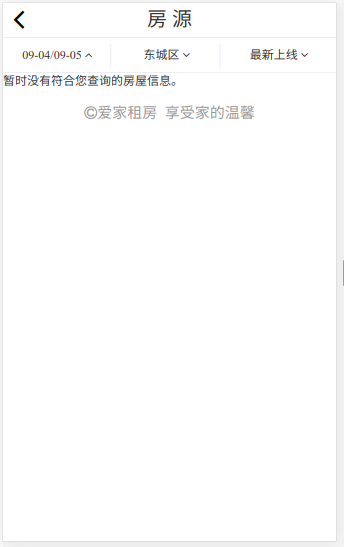 房 源
09-04/09-05
东城区
最新上线
暂时没有符合您查询的房屋信息。
©爱家租房 享受家的温馨